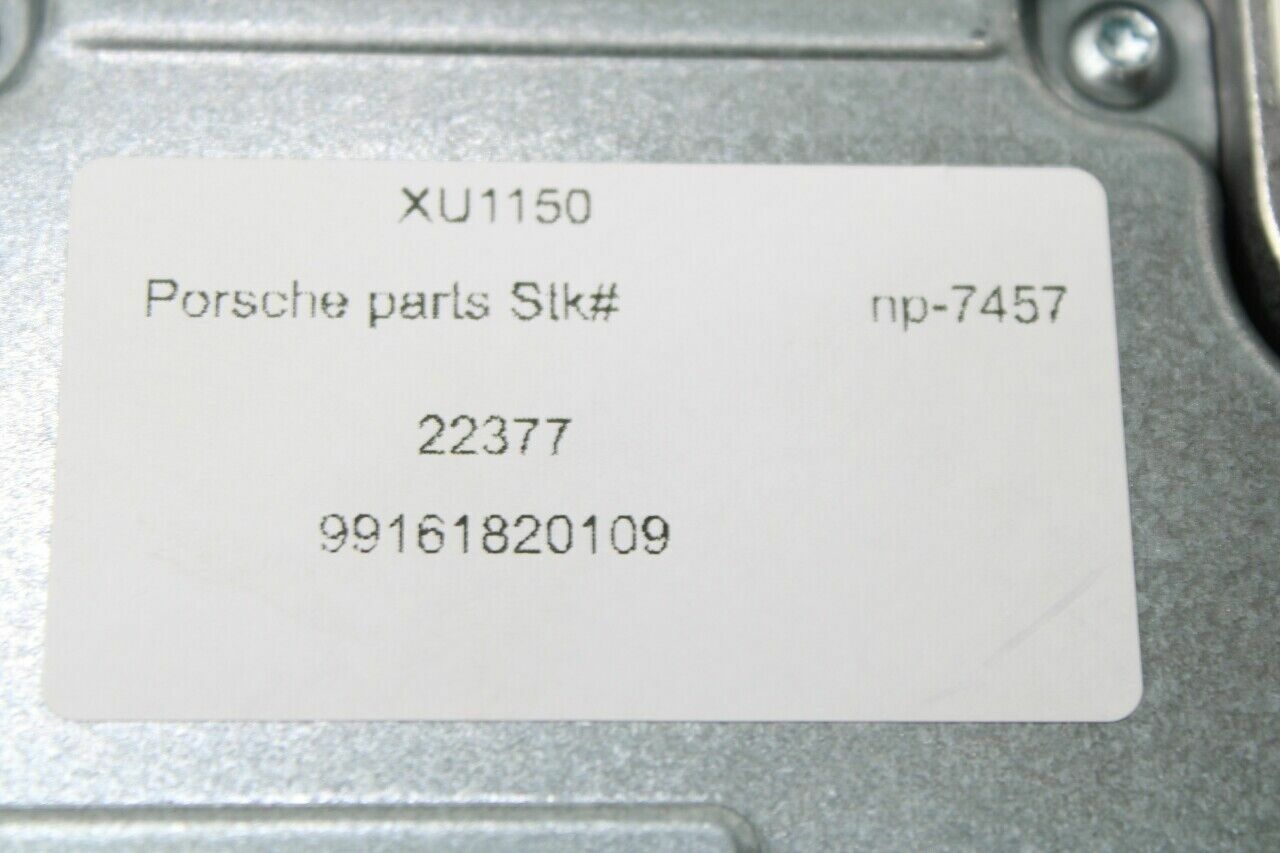 XU1150
Porsche parts Stk# np-7457
22377
99161820109